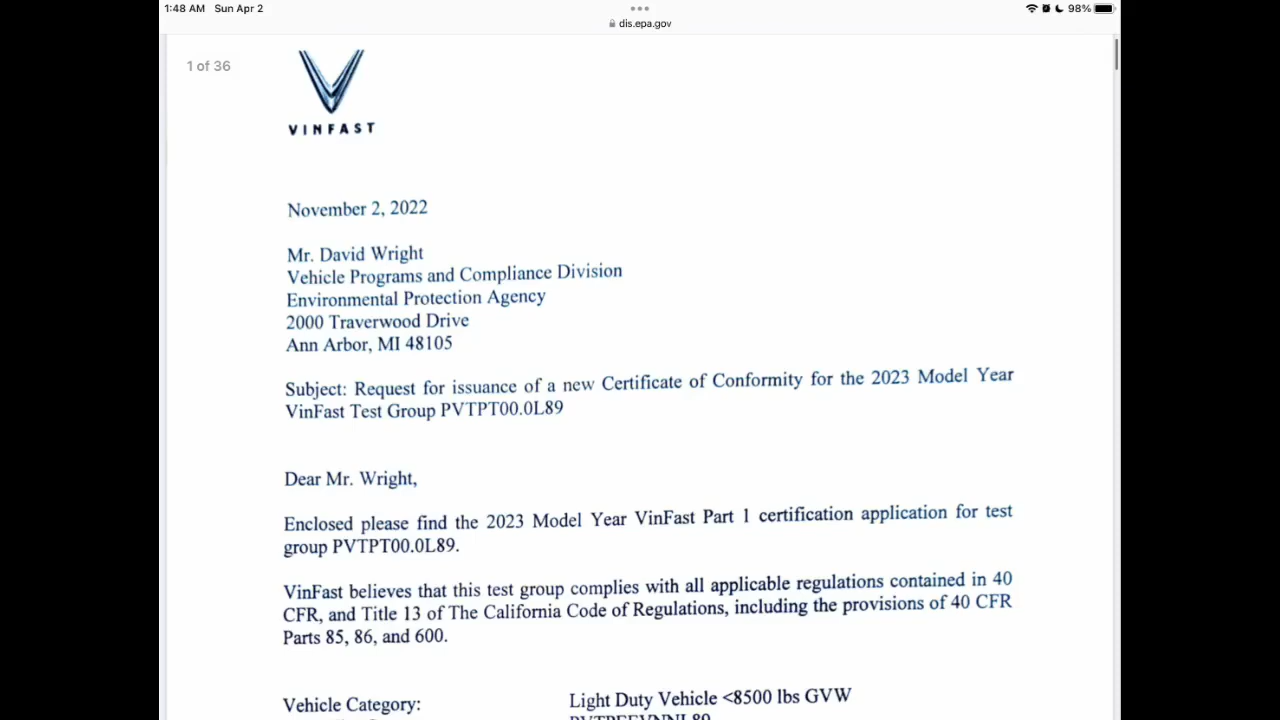 1:48 AM Sun Apr 2
98%
dis.epa.gov
1 of 36
VINFAST
November 2, 2022
Mr. David Wright
Vehicle Programs and Compliance Division
Environmental Protection Agency
2000 Traverwood Drive
Ann Arbor, MI 48105
Subject: Request for issuance of a new Certificate of Conformity for the 2023 Model Year
VinFast Test Group PVTPT00.0L89
Dear Mr. Wright,
Enclosed please find the 2023 Model Year VinFast Part 1 certification application for test
group PVTPT00.0L89.
VinFast believes that this test group complies with all applicable regulations contained in 40
CFR, and Title 13 of The California Code of Regulations, including the provisions of 40 CFR
Parts 85, 86, and 600.
Vehicle Category: Light Duty Vehicle <8500 lbs GVW